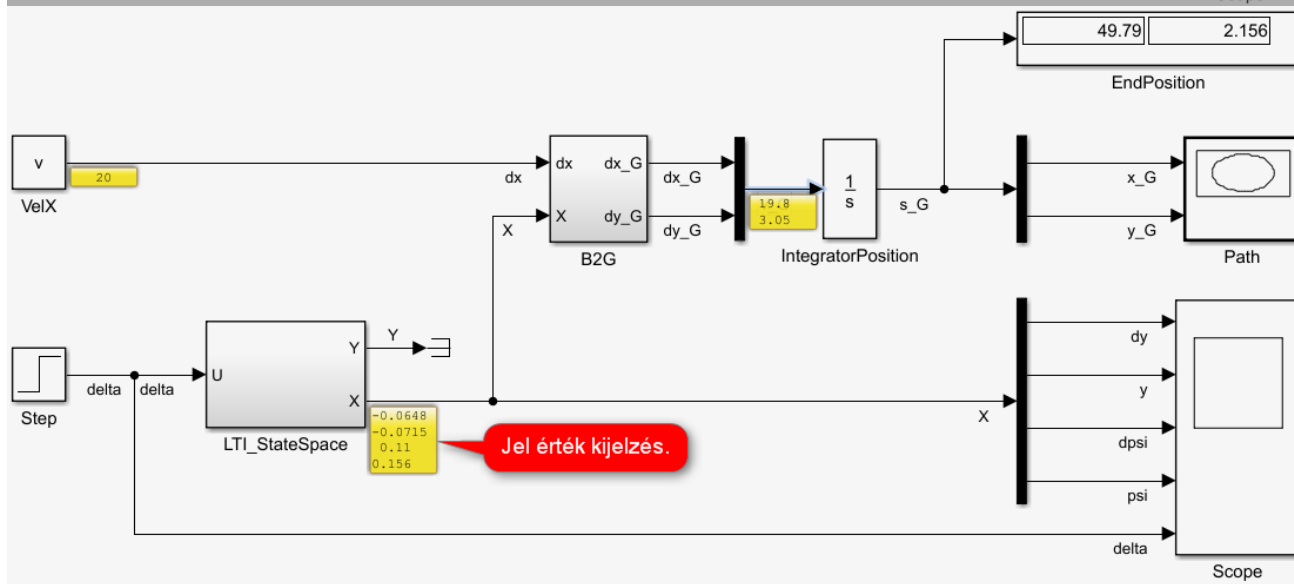 49.79 2.156
EndPosition
v
20
VelX
dx
dx dx_G
X dy_G
B2G
X
dx_G
dy_G
19.8
3.05
1
s
IntegratorPosition
s_G
x_G
y_G
Path
Step
delta delta
U Y
X
LTI_StateSpace
Y
-0.0648
-0.0715
0.11
0.156
Jel érték kijelzés.
X
dy
y
dpsi
psi
delta
Scope